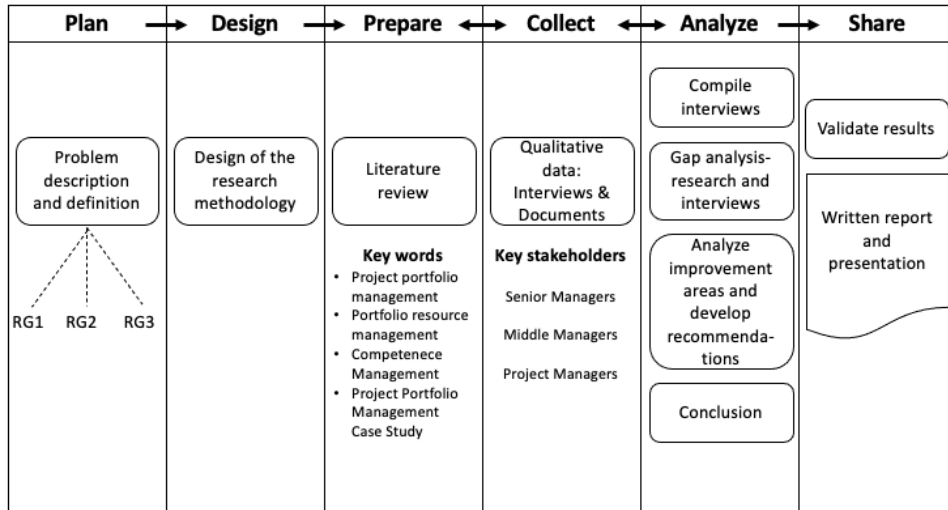 Plan
Design
Prepare
Collect
Analyze
Share
Problem
description
and definition
RG1
RG2
RG3
Design of the
research
methodology
Literature
review
Key words
• Project portfolio
management
• Portfolio resource
management
• Competenece
Management
• Project Portfolio
Management
Case Study
Qualitative
data:
Interviews &
Documents
Key stakeholders
Senior Managers
Middle Managers
Project Managers
Compile
interviews
Gap analysis-
research and
interviews
Analyze
improvement
areas and
develop
recommenda-
tions
Conclusion
Validate results
Written report
and
presentation